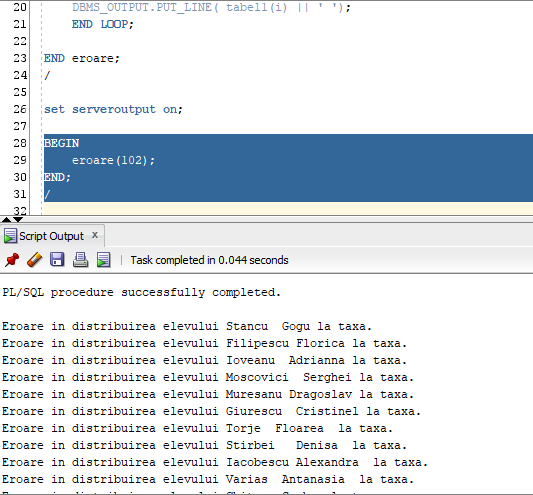 20 DBMS_OUTPUT.PUT_LINE( tabel1(i) || ' ');
21 END LOOP;
22
23 END eroare;
24 /
25
26 set serveroutput on;
27
28 BEGIN
29 eroare(102);
30 END;
31 /
32
Script Output x
Task completed in 0.044 seconds
PL/SQL procedure successfully completed.
Eroare in distribuirea elevului Stancu Gogu la taxa.
Eroare in distribuirea elevului Filipescu Florica la taxa.
Eroare in distribuirea elevului Ioveanu Adrianna la taxa.
Eroare in distribuirea elevului Moscovici Serghei la taxa.
Eroare in distribuirea elevului Muresanu Dragoslav la taxa.
Eroare in distribuirea elevului Giurescu Cristinel la taxa.
Eroare in distribuirea elevului Torje Floarea la taxa.
Eroare in distribuirea elevului Stirbei Denisa la taxa.
Eroare in distribuirea elevului Iacobescu Alexandra la taxa.
Eroare in distribuirea elevului Varias Antanasia la taxa.